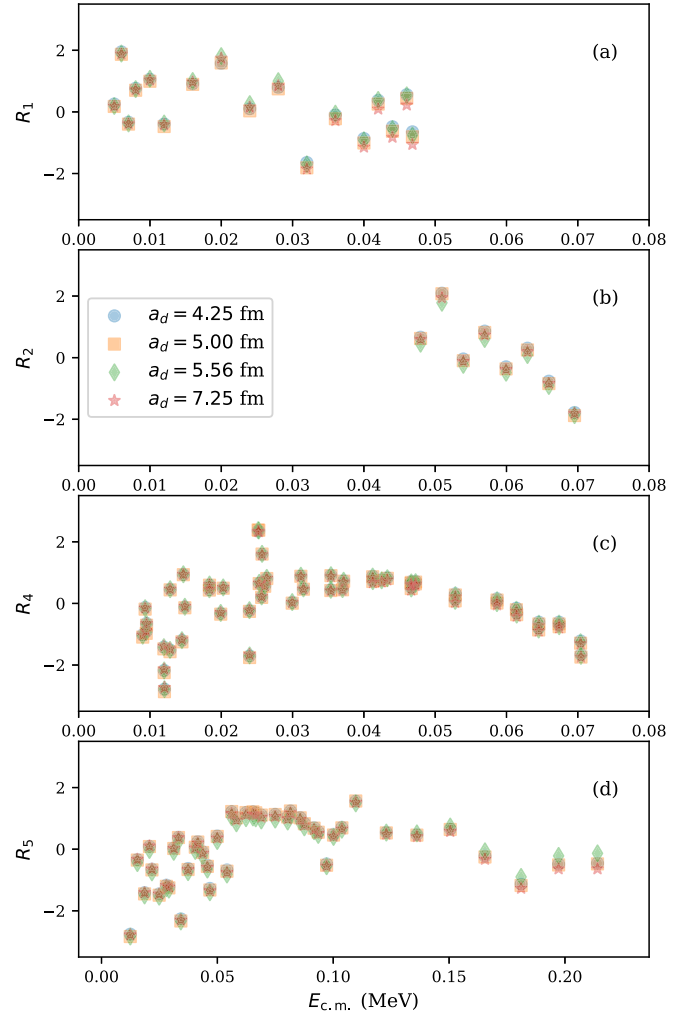 2
0
−2
R₁
(a)
0.00 0.01 0.02 0.03 0.04 0.05 0.06 0.07 0.08
2
0
−2
R₂
(b)
a_d = 4.25 fm
a_d = 5.00 fm
a_d = 5.56 fm
a_d = 7.25 fm
0.00 0.01 0.02 0.03 0.04 0.05 0.06 0.07 0.08
2
0
−2
R₄
(c)
0.00 0.01 0.02 0.03 0.04 0.05 0.06 0.07 0.08
2
0
−2
R₅
(d)
0.00 0.05 0.10 0.15 0.20
E_c.m. (MeV)